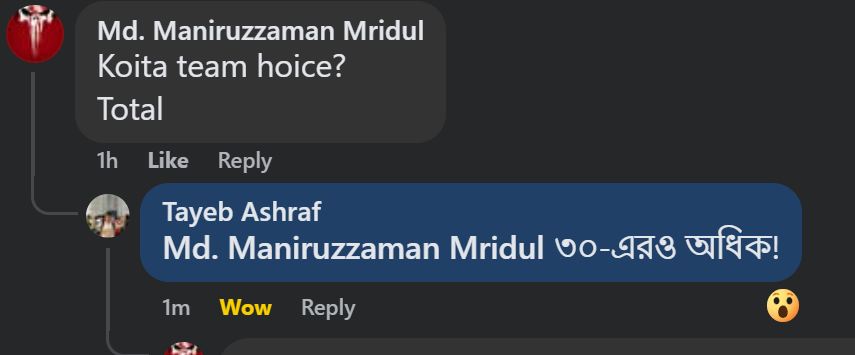 Md. Maniruzzaman Mridul
Koita team hoice?
Total
1h Like Reply
Tayeb Ashraf
Md. Maniruzzaman Mridul ৩০-এরও অধিক!
1m Wow Reply